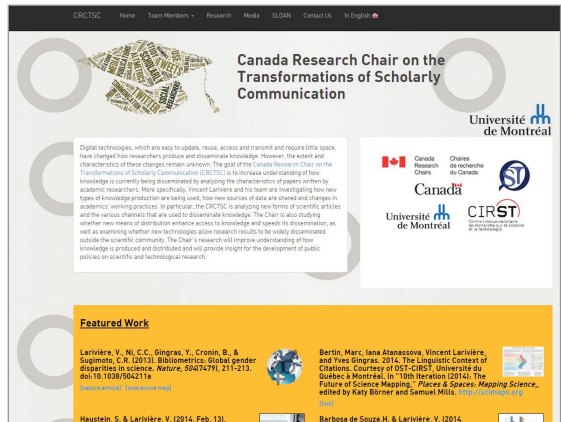 CRCTSC Home Team Members Research Media SLOAN Contact Us In English
Canada Research Chair on the
Transformations of Scholarly
Communication
Université
de Montréal
Digital technologies, which are easy to update, reuse, access and transmit and require little space,
have changed how researchers produce and disseminate knowledge. However, the extent and
characteristics of these changes remain unknown. The goal of the Canada Research Chair on the
Transformations of Scholarly Communication (CRCTSC) is to increase understanding of how
knowledge is currently being disseminated by analyzing the characteristics of papers written by
academic researchers. More specifically, Vincent Larivière and his team are investigating how new
types of knowledge production are being used, how new sources of data are shared and changes in
academics' working practices. In particular, the CRCTSC is analyzing new forms of scientific articles
and the various channels that are used to disseminate knowledge. The Chair is also studying
whether new means of distribution enhance access to knowledge and speeds its dissemination, as
well as examining whether new technologies allow research results to be widely disseminated
outside the scientific community. The Chair's research will improve understanding of how
knowledge is produced and distributed and will provide insight for the development of public
policies on scientific and technological research.
Canada Chaires
Research de recherche
Chairs du Canada
Canada
ST
Université
de Montréal
CIRST
Centre interuniversitaire
de recherche sur la science
et la technologie
Featured Work
Larivière, V., Ni, C.C., Gingras, Y., Cronin, B., &
Sugimoto, C.R. (2013). Bibliometrics: Global gender
disparities in science. Nature, 504(7479), 211-213.
doi:10.1038/504211a
[nature article] [interactive map]
Bertin, Marc, Iana Atanassova, Vincent Larivière,
and Yves Gingras. 2014. The Linguistic Context of
Citations. Courtesy of OST-CIRST, Université du
Québec à Montréal. In "10th Iteration (2014): The
Future of Science Mapping," Places & Spaces: Mapping Science,,
edited by Katy Börner and Samuel Mills. http://scimaps.org
[link]
Haustein, S. & Larivière, V. (2014, Feb. 13).
Barbosa de Souza,H. & Larivière, V. (2014.